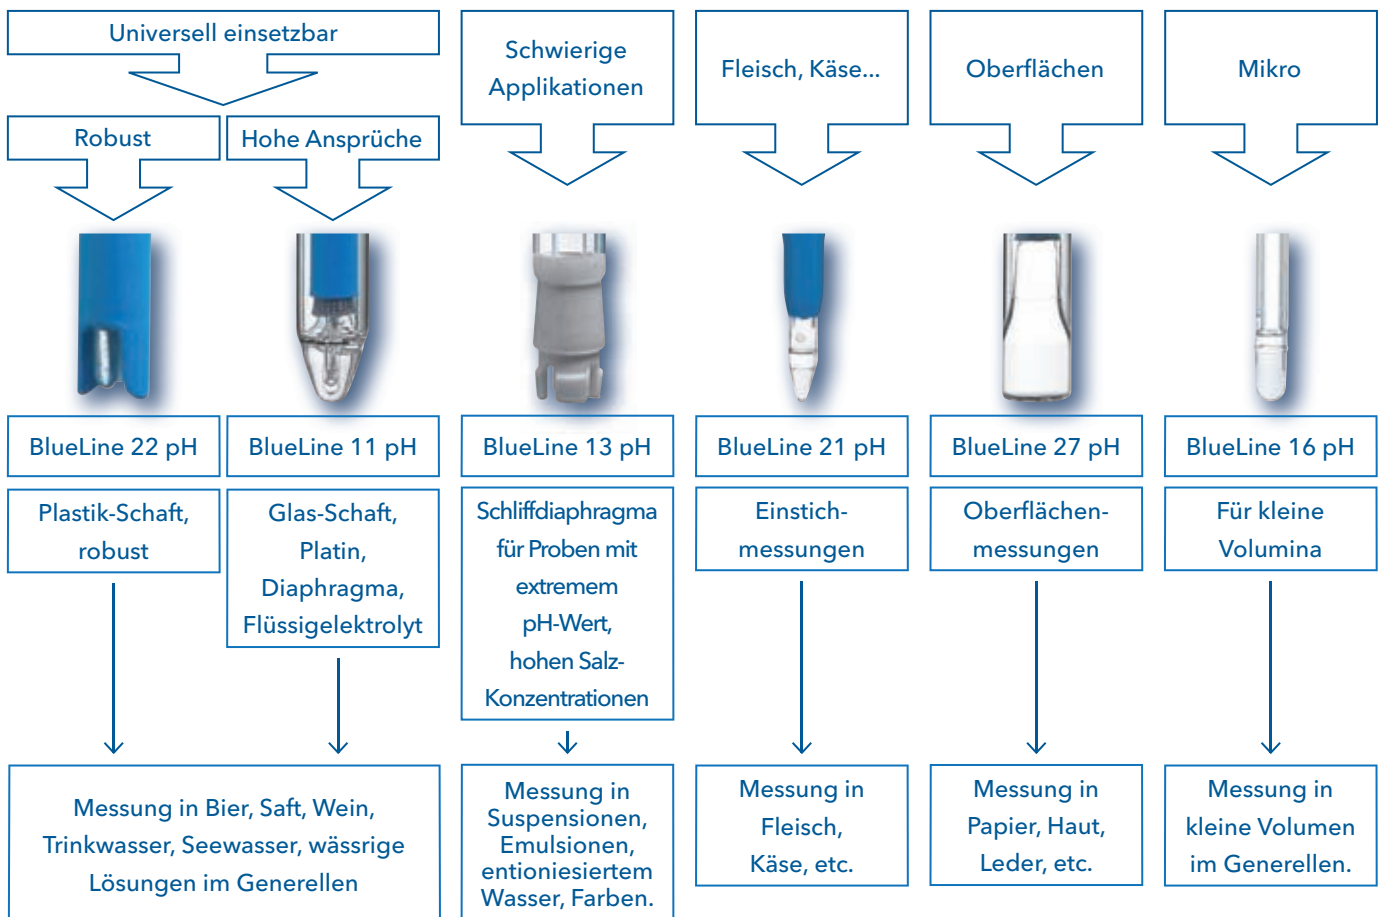 Universell einsetzbar
Robust
Hohe Ansprüche
Schwierige
Applikationen
Fleisch, Käse...
Oberflächen
Mikro
BlueLine 22 pH
BlueLine 11 pH
BlueLine 13 pH
BlueLine 21 pH
BlueLine 27 pH
BlueLine 16 pH
Plastik-Schaft,
robust
Glas-Schaft,
Platin,
Diaphragma,
Flüssigelektrolyt
Schliffdiaphragma
für Proben mit
extremem
pH-Wert,
hohen Salz-
Konzentrationen
Einstich-
messungen
Oberflächen-
messungen
Für kleine
Volumina
Messung in Bier, Saft, Wein,
Trinkwasser, Seewasser, wässrige
Lösungen im Generellen
Messung in
Suspensionen,
Emulsionen,
entioniesiertem
Wasser, Farben.
Messung in
Fleisch,
Käse, etc.
Messung in
Papier, Haut,
Leder, etc.
Messung in
kleine Volumen
im Generellen.